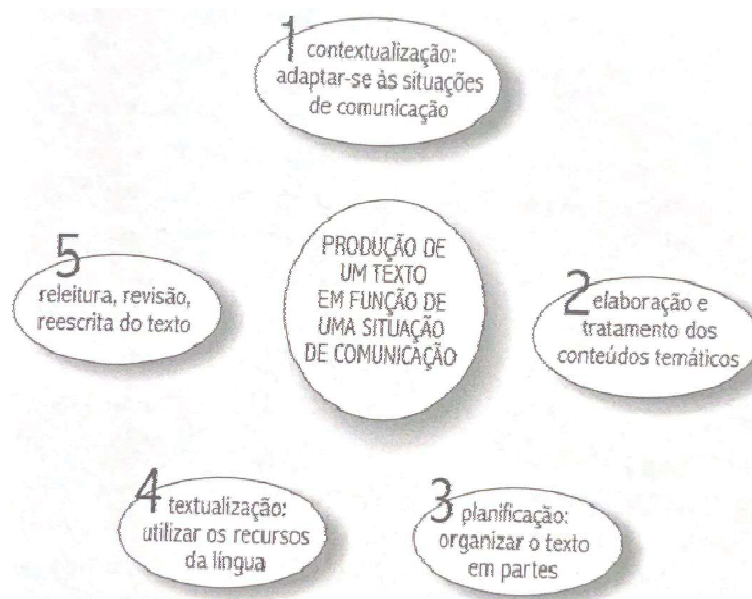 1 contextualização:
adaptar-se às situações
de comunicação
PRODUÇÃO DE
UM TEXTO
EM FUNÇÃO DE
UMA SITUAÇÃO
DE COMUNICAÇÃO
2 elaboração e
tratamento dos
conteúdos temáticos
3 planificação:
organizar o texto
em partes
4 textualização:
utilizar os recursos
da língua
5
releitura, revisão,
reescrita do texto